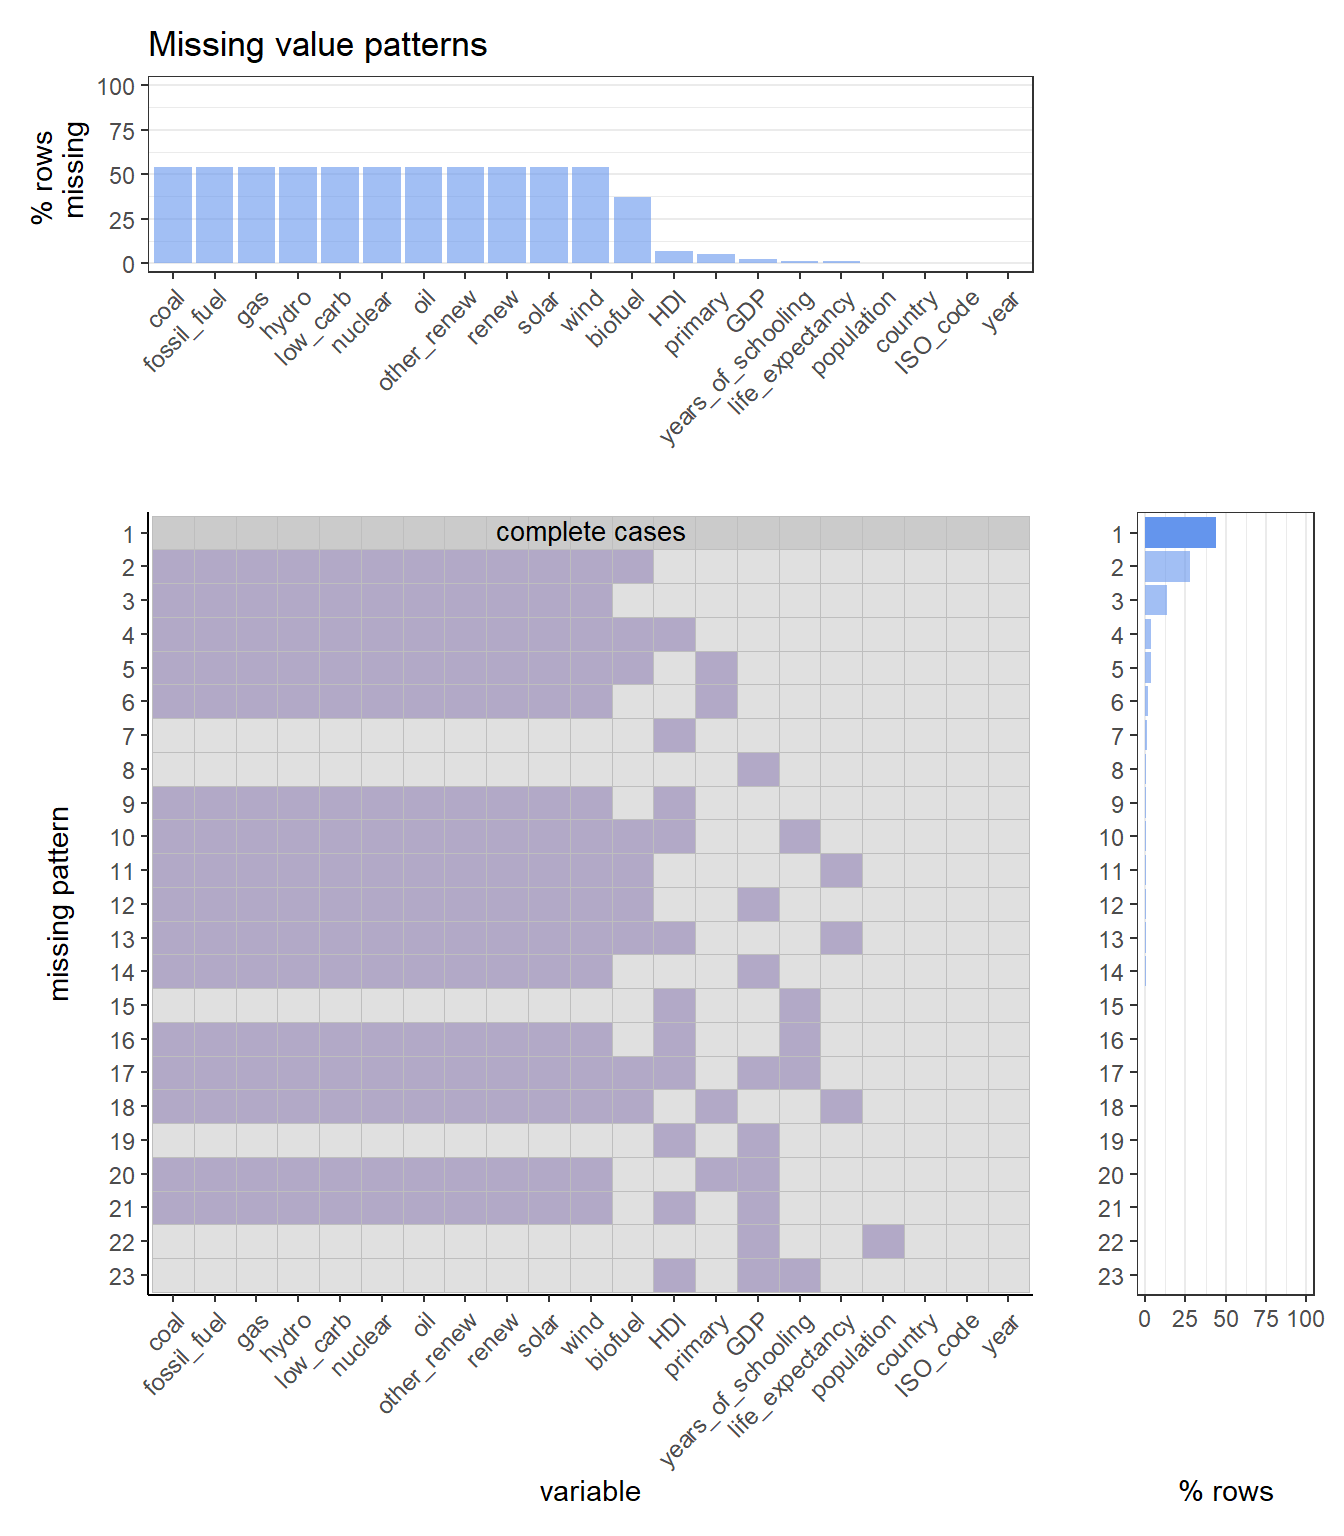 Missing value patterns
% rows
missing
100
75
50
25
0
coal
fossil_fuel
gas
hydro
low_carb
nuclear
oil
other_renew
renew
solar
wind
biofuel
HDI
primary
GDP
years_of_schooling
life_expectancy
population
country
ISO_code
year
missing pattern
complete cases
1
2
3
4
5
6
7
8
9
10
11
12
13
14
15
16
17
18
19
20
21
22
23
coal
fossil_fuel
gas
hydro
low_carb
nuclear
oil
other_renew
renew
solar
wind
biofuel
HDI
primary
GDP
years_of_schooling
life_expectancy
population
country
ISO_code
year
variable
1
2
3
4
5
6
7
8
9
10
11
12
13
14
15
16
17
18
19
20
21
22
23
0 25 50 75 100
% rows